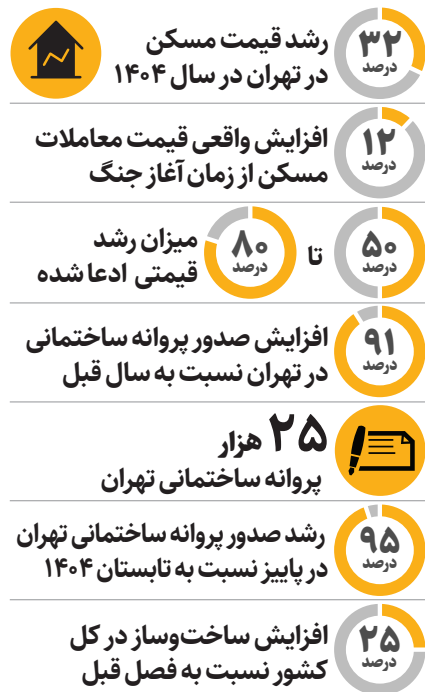 ۳۲
درصد
رشد قیمت مسکن
در تهران در سال ۱۴۰۴
۱۲
درصد
افزایش واقعی قیمت معاملات
مسکن از زمان آغاز جنگ
۵۰
درصد
تا
۸۰
درصد
میزان رشد
قیمتی ادعا شده
۹۱
درصد
افزایش صدور پروانه ساختمانی
در تهران نسبت به سال قبل
۲۵ هزار
پروانه ساختمانی تهران
۹۵
درصد
رشد صدور پروانه ساختمانی تهران
در پاییز نسبت به تابستان ۱۴۰۴
۲۵
درصد
افزایش ساخت‌وساز در کل
کشور نسبت به فصل قبل